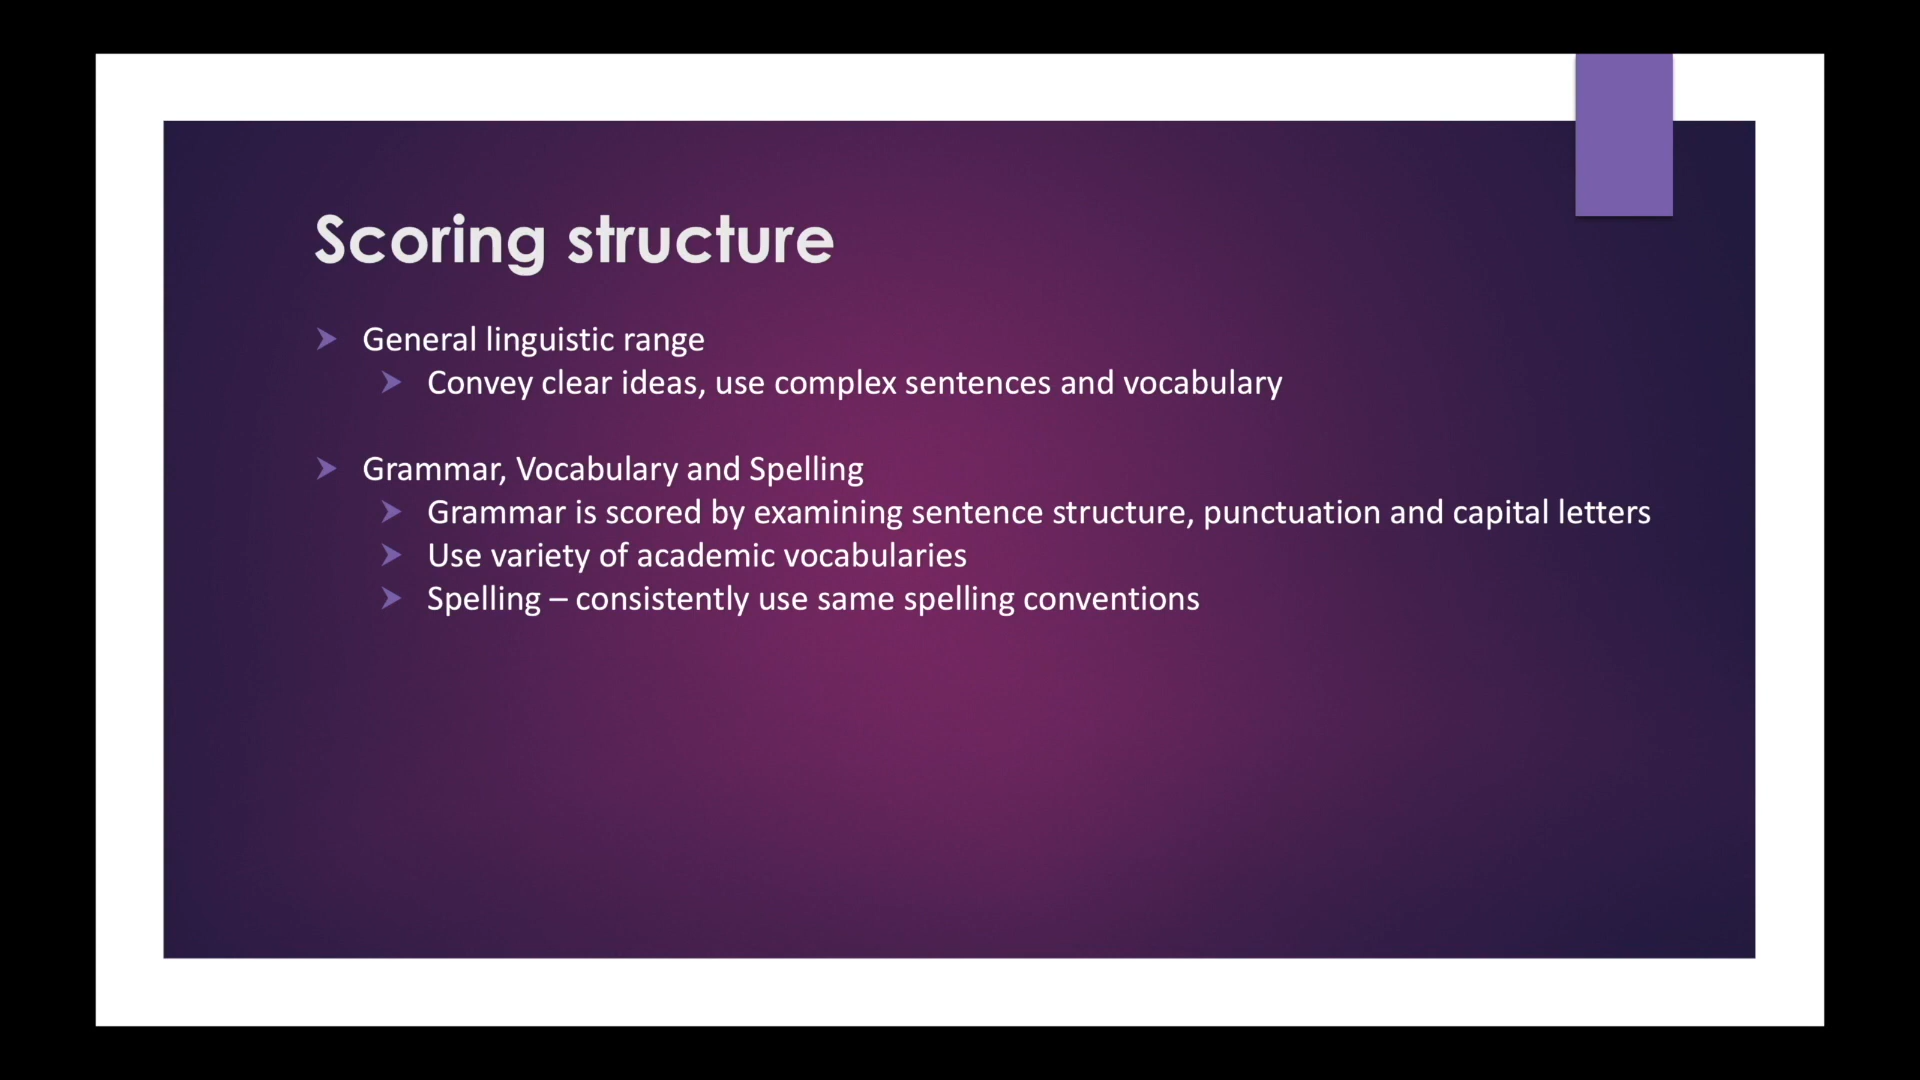 Scoring structure
General linguistic range
Convey clear ideas, use complex sentences and vocabulary
Grammar, Vocabulary and Spelling
Grammar is scored by examining sentence structure, punctuation and capital letters
Use variety of academic vocabularies
Spelling – consistently use same spelling conventions